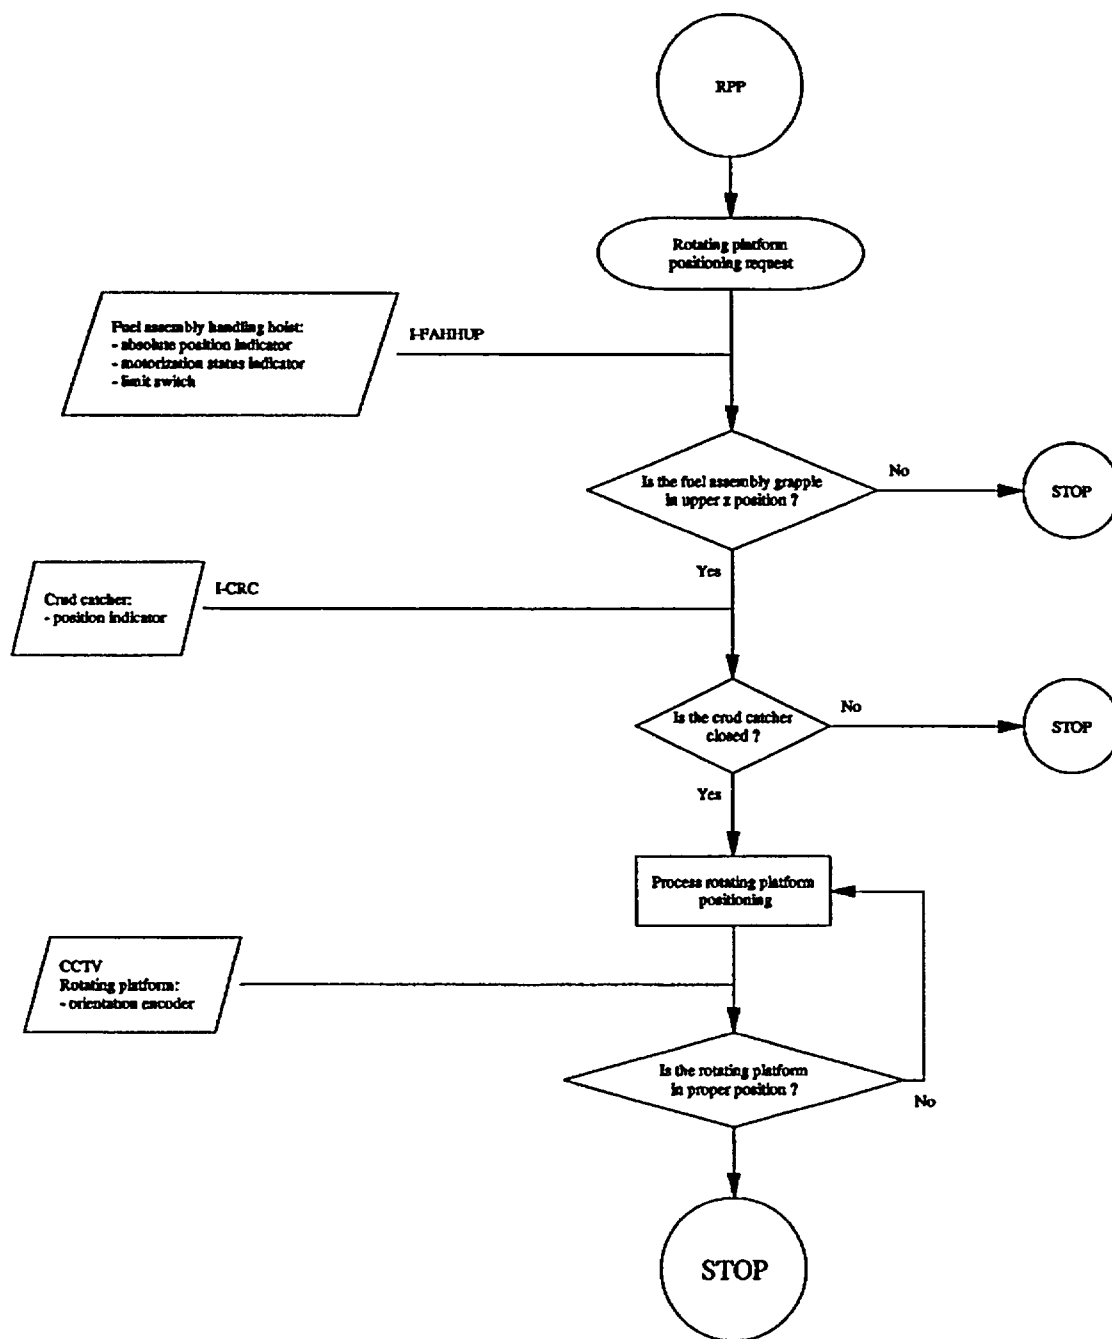 RPP
Rotating platform
positioning request
Fuel assembly handling hoist:
- absolute position indicator
- motorization status indicator
- limit switch
I-FAHHUP
Is the fuel assembly grapple
in upper z position ?
No
STOP
Yes
Crud catcher:
- position indicator
I-CRC
Is the crud catcher
closed ?
No
STOP
Yes
Process rotating platform
positioning
CCTV
Rotating platform:
- orientation encoder
Is the rotating platform
in proper position ?
No
STOP